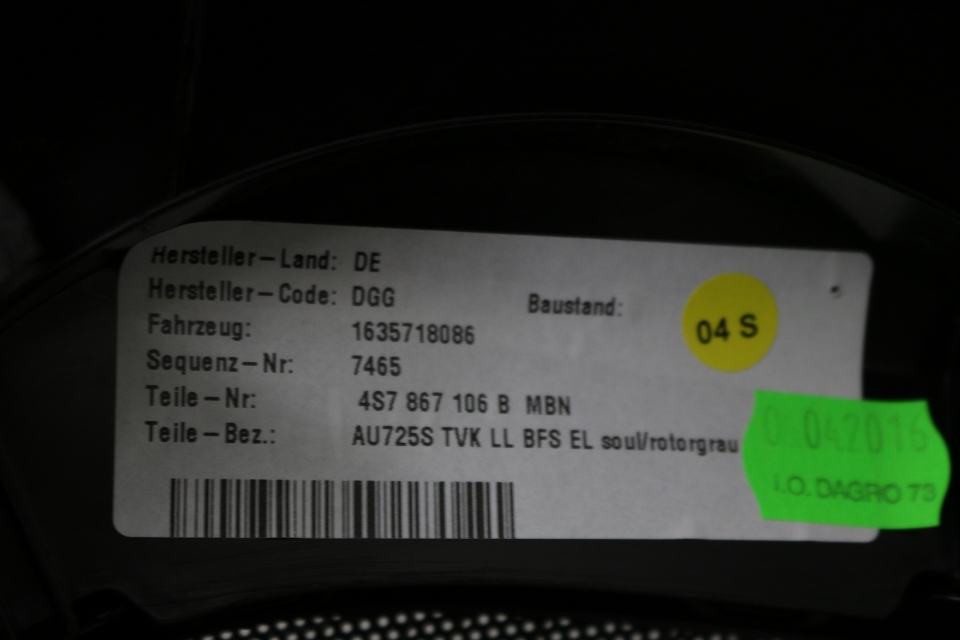 Hersteller-Land: DE
Hersteller-Code: DGG
Baustand:
04 S
Fahrzeug: 1635718086
Sequenz-Nr: 7465
Teile-Nr: 4S7 867 106 B MBN
Teile-Bez.: AU725S TVK LL BFS EL soul/rotorgrau
042016
i.O. DAGRO 73